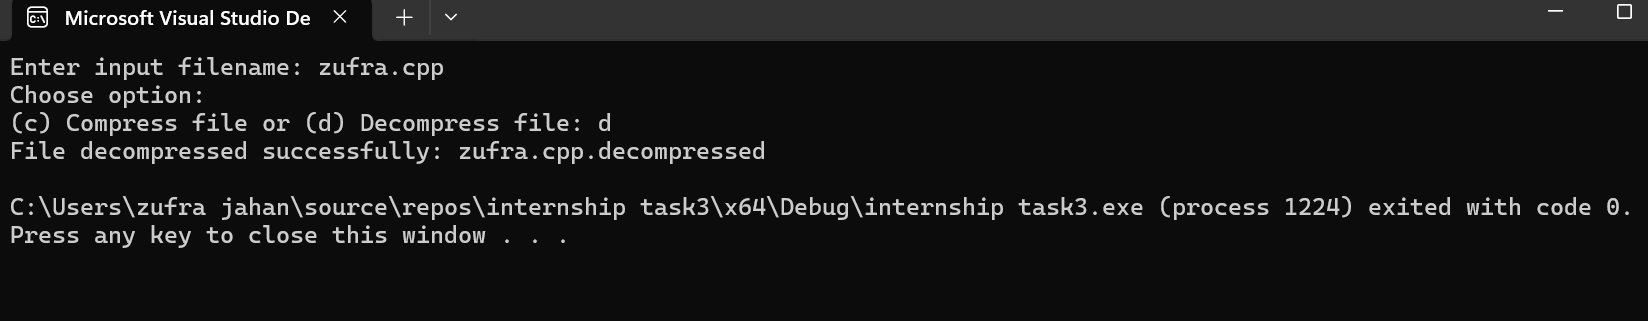 Microsoft Visual Studio De
Enter input filename: zufra.cpp
Choose option:
(c) Compress file or (d) Decompress file: d
File decompressed successfully: zufra.cpp.decompressed
C:\Users\zufra jahan\source\repos\internship task3\x64\Debug\internship task3.exe (process 1224) exited with code 0.
Press any key to close this window . . .